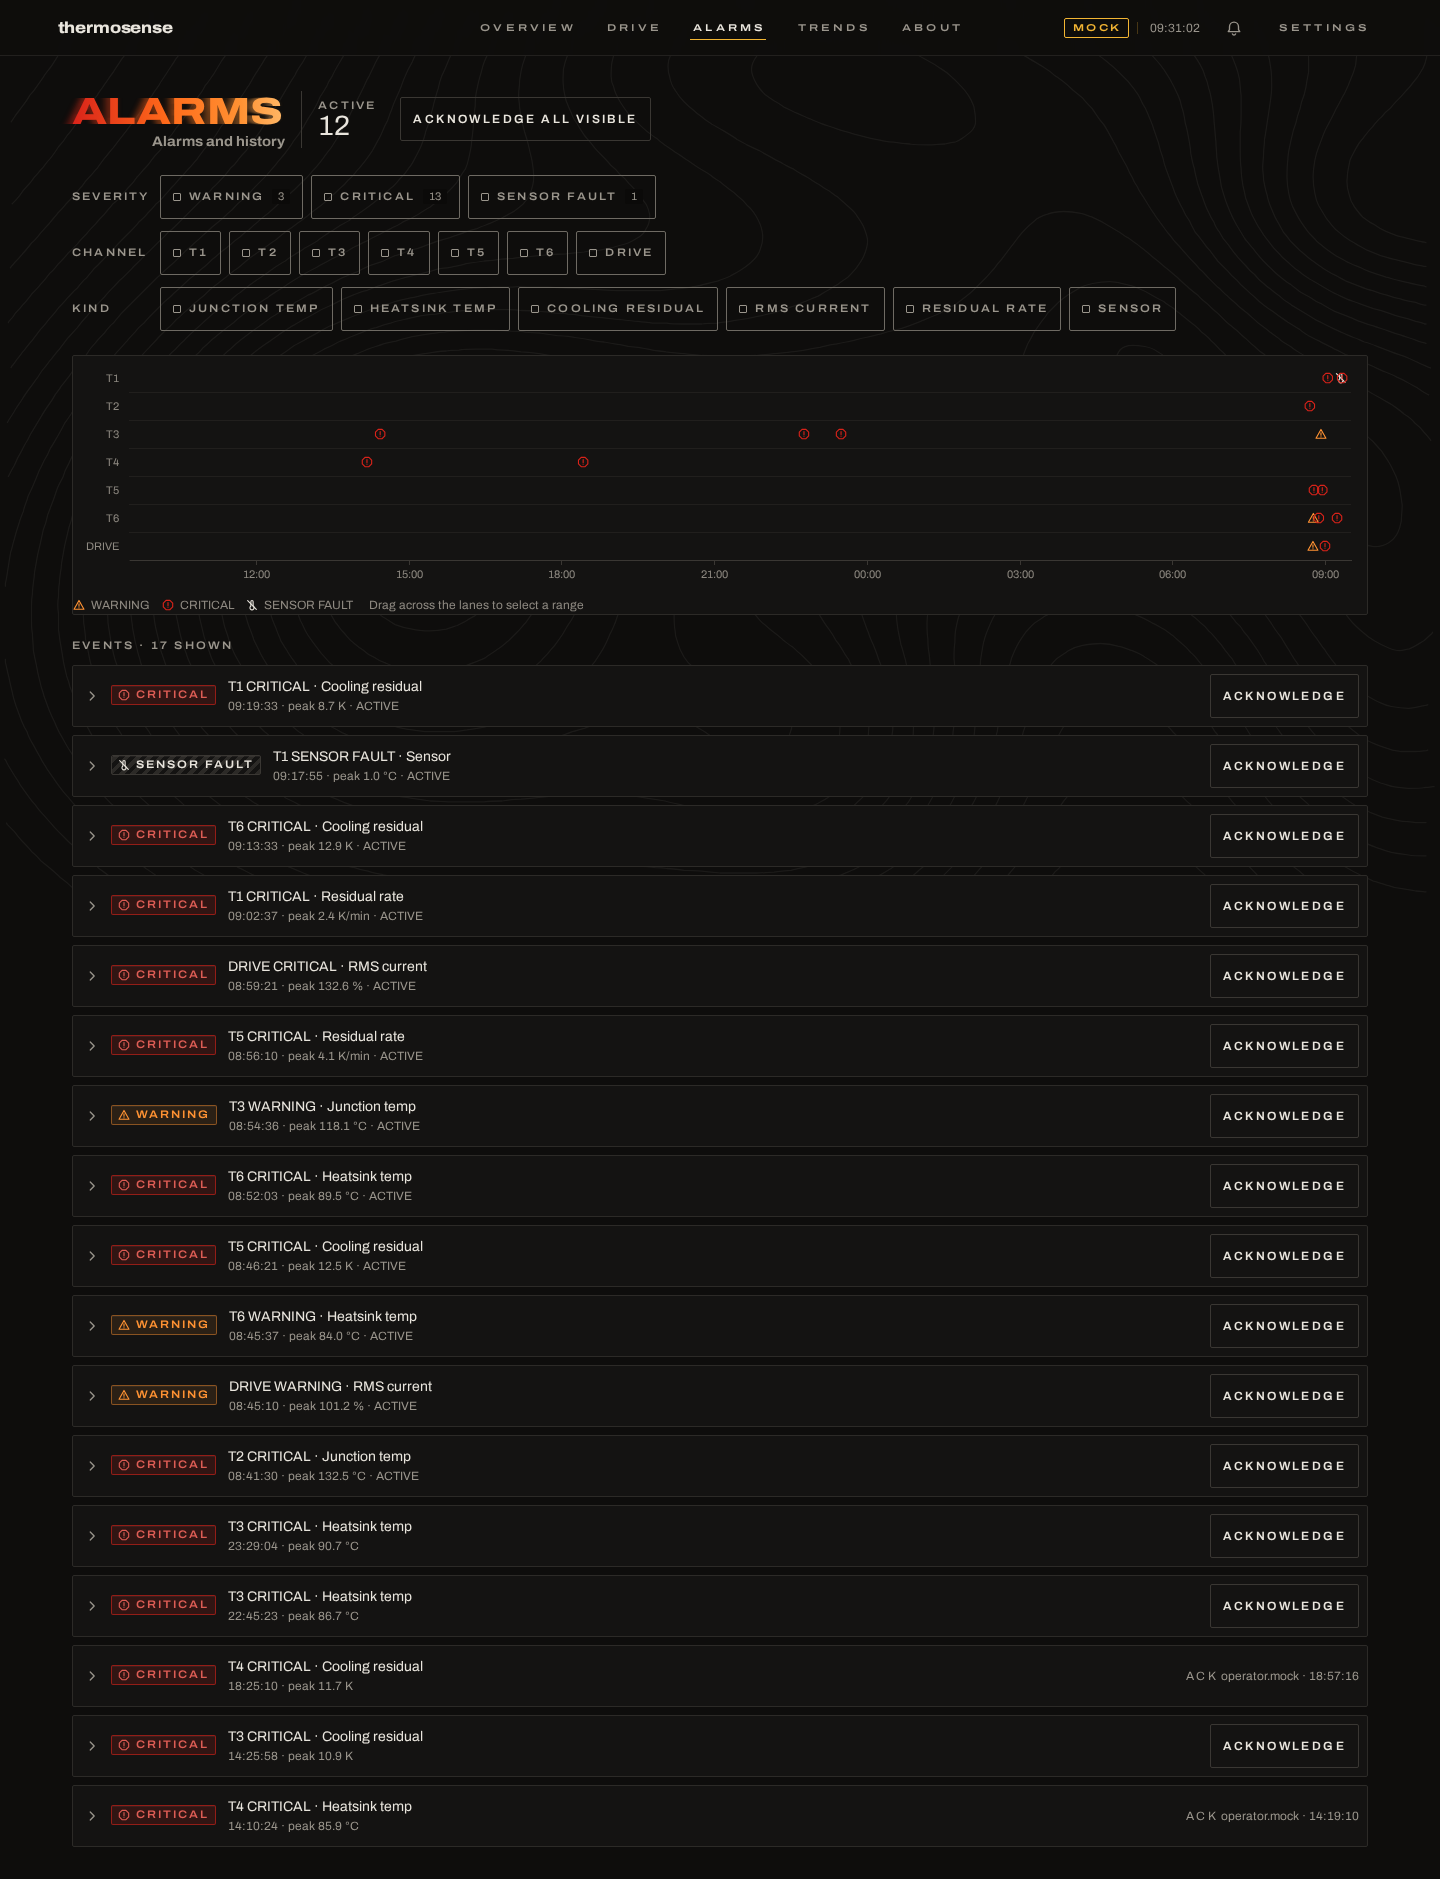 thermosense
OVERVIEW DRIVE ALARMS TRENDS ABOUT MOCK 09:31:02 SETTINGS
ALARMS
Alarms and history
ACTIVE
12
ACKNOWLEDGE ALL VISIBLE
SEVERITY WARNING 3 CRITICAL 13 SENSOR FAULT 1
CHANNEL T1 T2 T3 T4 T5 T6 DRIVE
KIND JUNCTION TEMP HEATSINK TEMP COOLING RESIDUAL RMS CURRENT RESIDUAL RATE SENSOR
T1
T2
T3
T4
T5
T6
DRIVE
12:00 15:00 18:00 21:00 00:00 03:00 06:00 09:00
WARNING CRITICAL SENSOR FAULT Drag across the lanes to select a range
EVENTS · 17 SHOWN
CRITICAL T1 CRITICAL · Cooling residual
09:19:33 · peak 8.7 K · ACTIVE
ACKNOWLEDGE
SENSOR FAULT T1 SENSOR FAULT · Sensor
09:17:55 · peak 1.0 °C · ACTIVE
ACKNOWLEDGE
CRITICAL T6 CRITICAL · Cooling residual
09:13:33 · peak 12.9 K · ACTIVE
ACKNOWLEDGE
CRITICAL T1 CRITICAL · Residual rate
09:02:37 · peak 2.4 K/min · ACTIVE
ACKNOWLEDGE
CRITICAL DRIVE CRITICAL · RMS current
08:59:21 · peak 132.6 % · ACTIVE
ACKNOWLEDGE
CRITICAL T5 CRITICAL · Residual rate
08:56:10 · peak 4.1 K/min · ACTIVE
ACKNOWLEDGE
WARNING T3 WARNING · Junction temp
08:54:36 · peak 118.1 °C · ACTIVE
ACKNOWLEDGE
CRITICAL T6 CRITICAL · Heatsink temp
08:52:03 · peak 89.5 °C · ACTIVE
ACKNOWLEDGE
CRITICAL T5 CRITICAL · Cooling residual
08:46:21 · peak 12.5 K · ACTIVE
ACKNOWLEDGE
WARNING T6 WARNING · Heatsink temp
08:45:37 · peak 84.0 °C · ACTIVE
ACKNOWLEDGE
WARNING DRIVE WARNING · RMS current
08:45:10 · peak 101.2 % · ACTIVE
ACKNOWLEDGE
CRITICAL T2 CRITICAL · Junction temp
08:41:30 · peak 132.5 °C · ACTIVE
ACKNOWLEDGE
CRITICAL T3 CRITICAL · Heatsink temp
23:29:04 · peak 90.7 °C
ACKNOWLEDGE
CRITICAL T3 CRITICAL · Heatsink temp
22:45:23 · peak 86.7 °C
ACKNOWLEDGE
CRITICAL T4 CRITICAL · Cooling residual
18:25:10 · peak 11.7 K
ACK operator.mock · 18:57:16
CRITICAL T3 CRITICAL · Cooling residual
14:25:58 · peak 10.9 K
ACKNOWLEDGE
CRITICAL T4 CRITICAL · Heatsink temp
14:10:24 · peak 85.9 °C
ACK operator.mock · 14:19:10